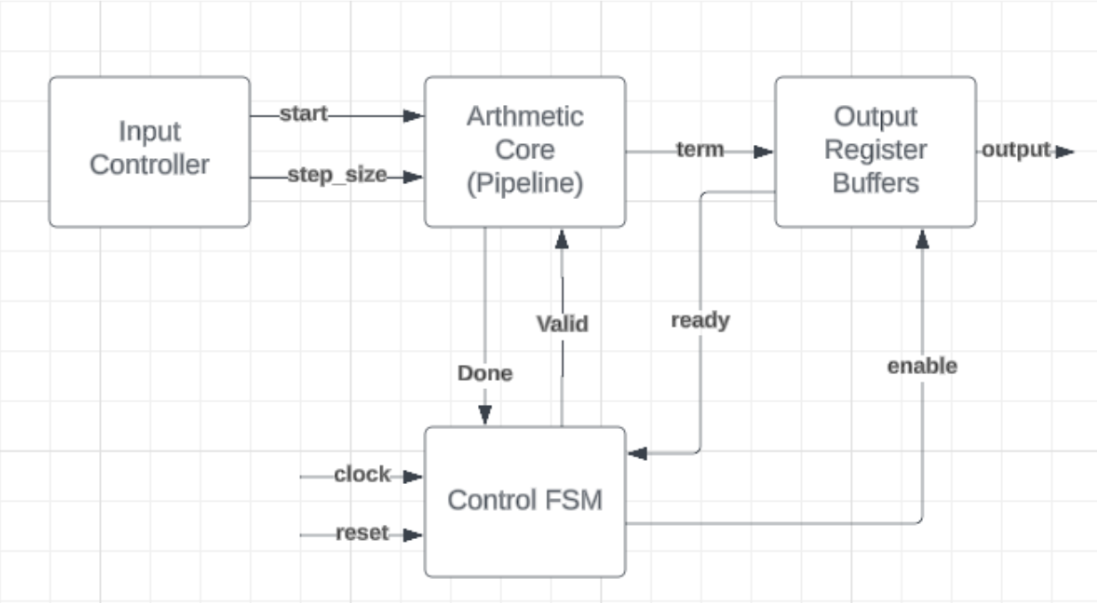 Input
Controller
start
step_size
Arthmetic
Core
(Pipeline)
term
Output
Register
Buffers
output
Done
Valid
ready
enable
clock
reset
Control FSM